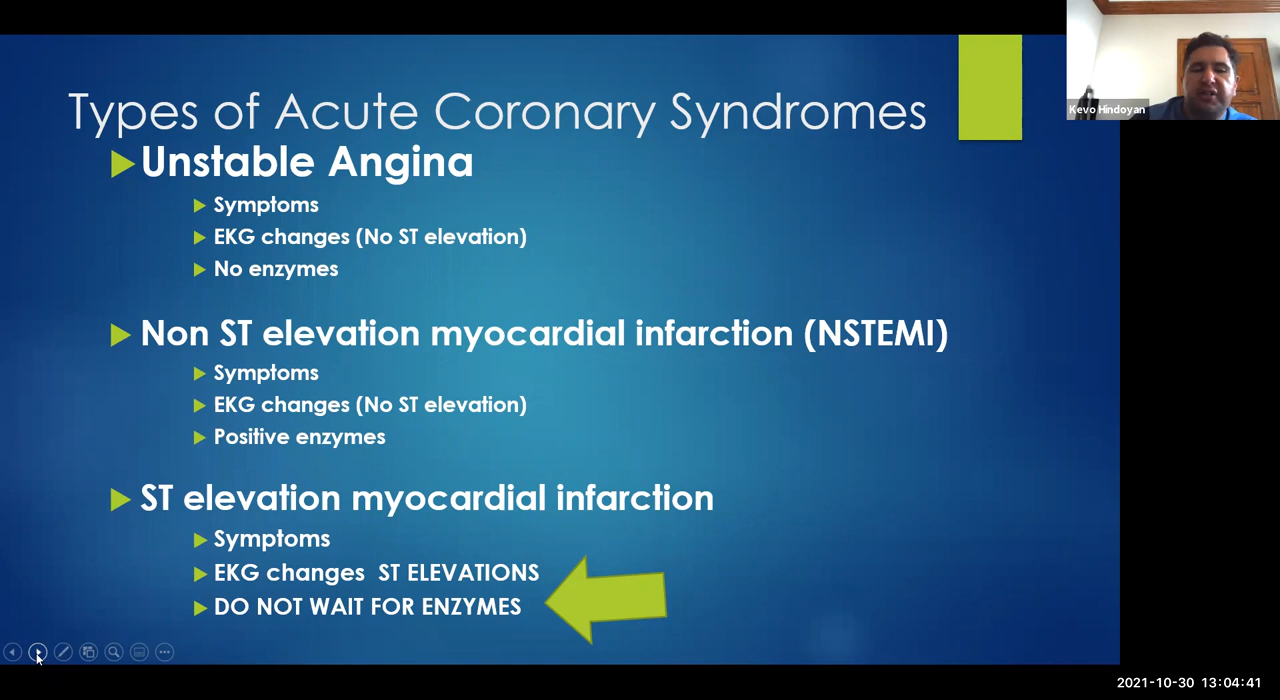 Types of Acute Coronary Syndromes
Kevo Hindoyan
Unstable Angina
Symptoms
EKG changes (No ST elevation)
No enzymes
Non ST elevation myocardial infarction (NSTEMI)
Symptoms
EKG changes (No ST elevation)
Positive enzymes
ST elevation myocardial infarction
Symptoms
EKG changes  ST ELEVATIONS
DO NOT WAIT FOR ENZYMES
2021-10-30 13:04:41